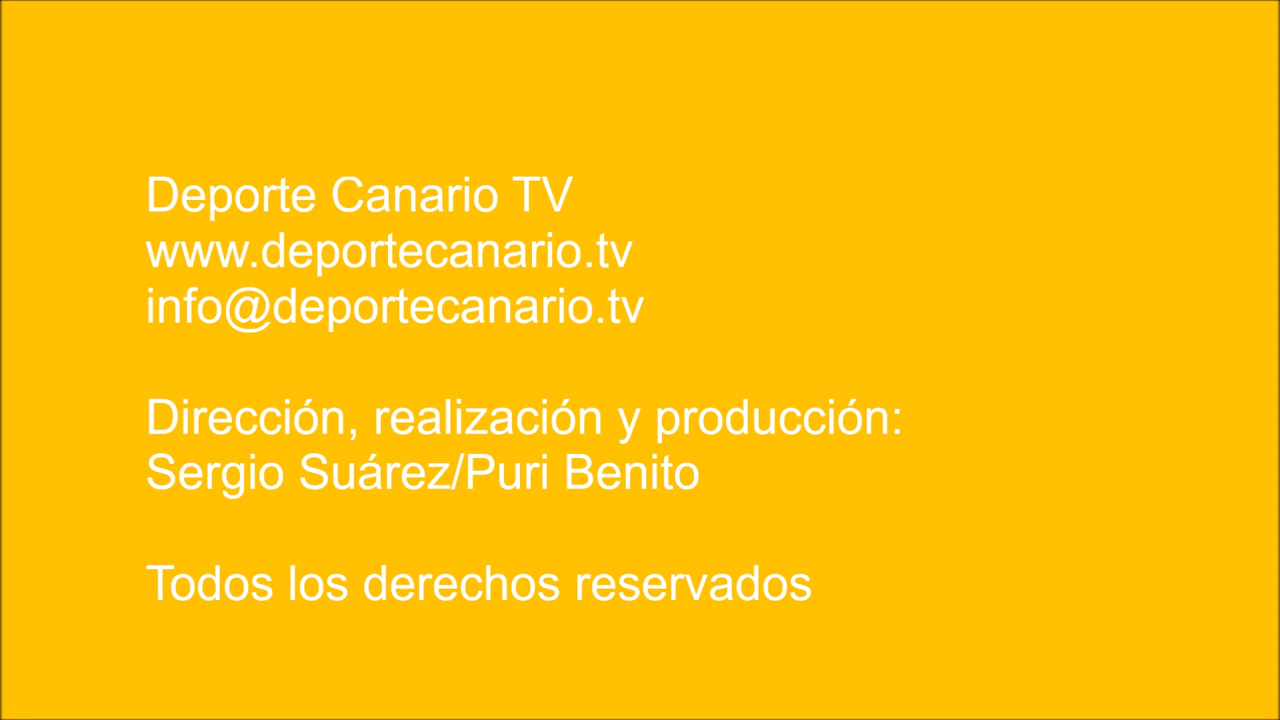 Deporte Canario TV
www.deportecanario.tv
info@deportecanario.tv
Dirección, realización y producción:
Sergio Suárez/Puri Benito
Todos los derechos reservados